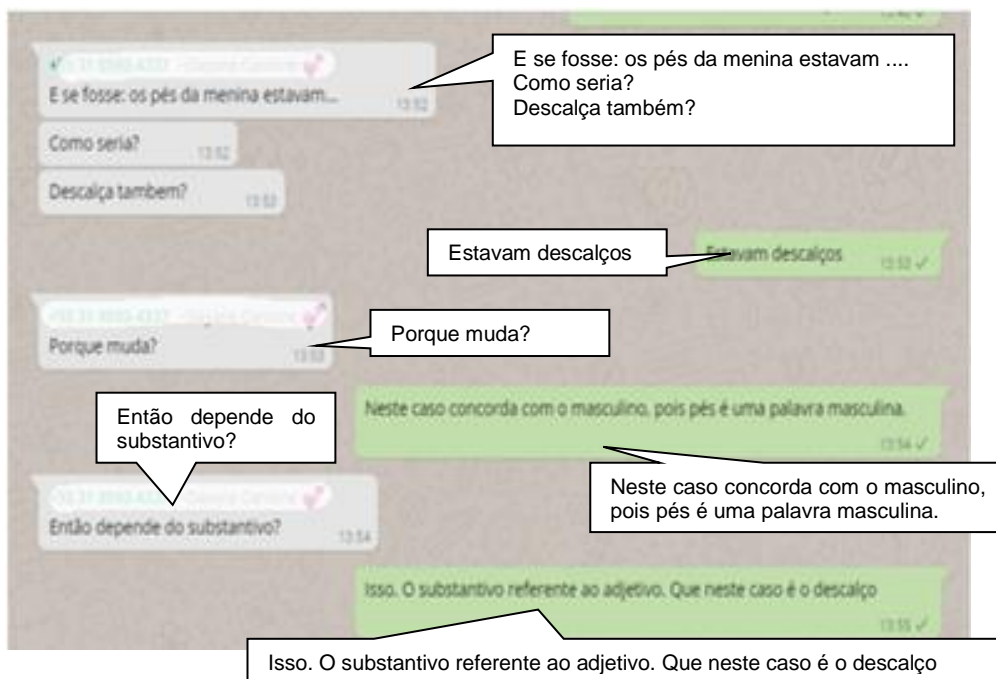 E se fosse: os pés da menina estavam...
13:52
E se fosse: os pés da menina estavam ....
Como seria?
Descalça também?
Como seria?
13:52
Descalça tambem?
13:52
Estavam descalços
Estavam descalços
13:53
Porque muda?
13:53
Porque muda?
Neste caso concorda com o masculino, pois pés é uma palavra masculina.
13:54
Então depende do
substantivo?
Neste caso concorda com o masculino,
pois pés é uma palavra masculina.
Então depende do substantivo?
13:54
Isso. O substantivo referente ao adjetivo. Que neste caso é o descalço
13:55
Isso. O substantivo referente ao adjetivo. Que neste caso é o descalço